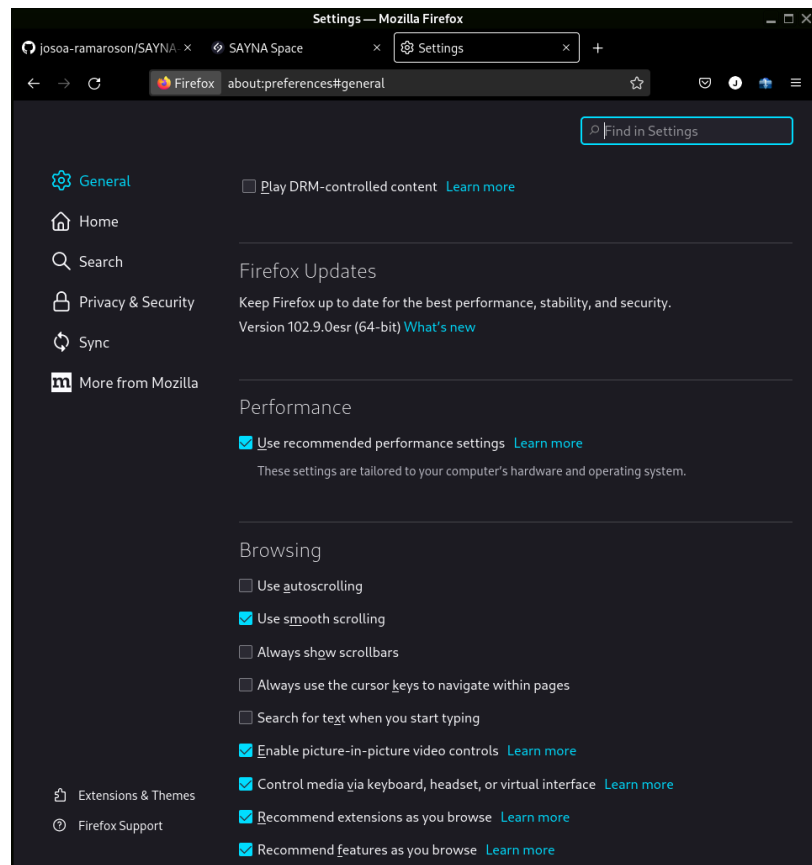 Settings — Mozilla Firefox
josoa-ramaroson/SAYNA-
SAYNA Space
Settings
Firefox about:preferences#general
J
Find in Settings
General
Home
Search
Privacy & Security
Sync
m More from Mozilla
Extensions & Themes
Firefox Support
Play DRM-controlled content Learn more
Firefox Updates
Keep Firefox up to date for the best performance, stability, and security.
Version 102.9.0esr (64-bit) What's new
Performance
Use recommended performance settings Learn more
These settings are tailored to your computer's hardware and operating system.
Browsing
Use autoscrolling
Use smooth scrolling
Always show scrollbars
Always use the cursor keys to navigate within pages
Search for text when you start typing
Enable picture-in-picture video controls Learn more
Control media via keyboard, headset, or virtual interface Learn more
Recommend extensions as you browse Learn more
Recommend features as you browse Learn more